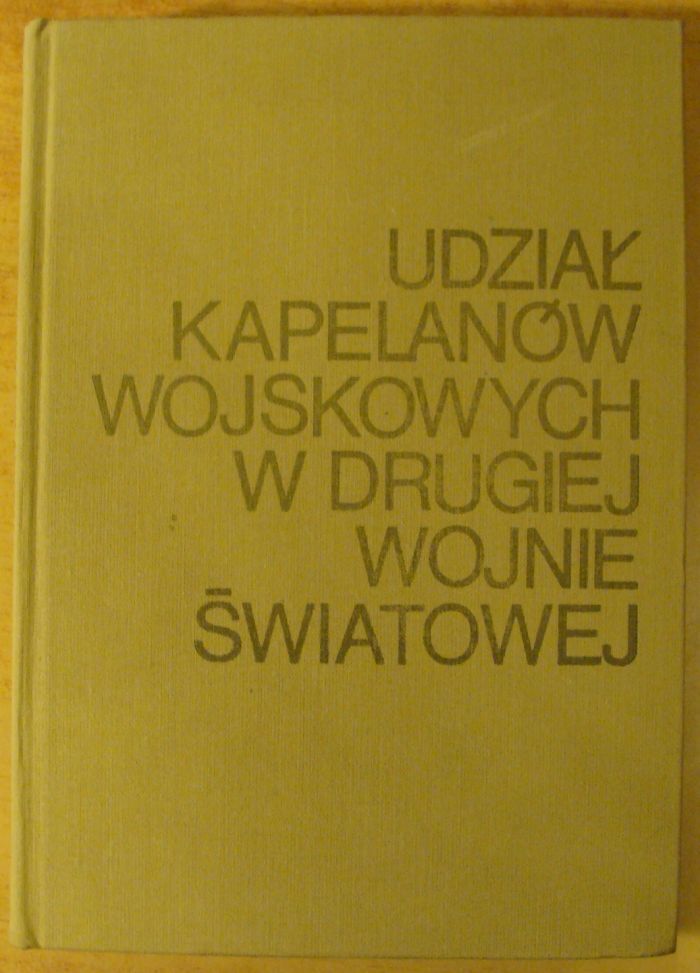 UDZIAŁ
KAPELANÓW
WOJSKOWYCH
W DRUGIEJ
WOJNIE
ŚWIATOWEJ